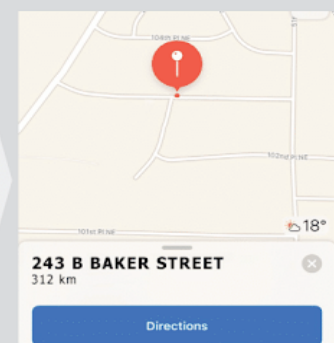 104th Pl NE
102nd Pl NE
18°
101st Pl NE
243 B BAKER STREET
312 km
Directions